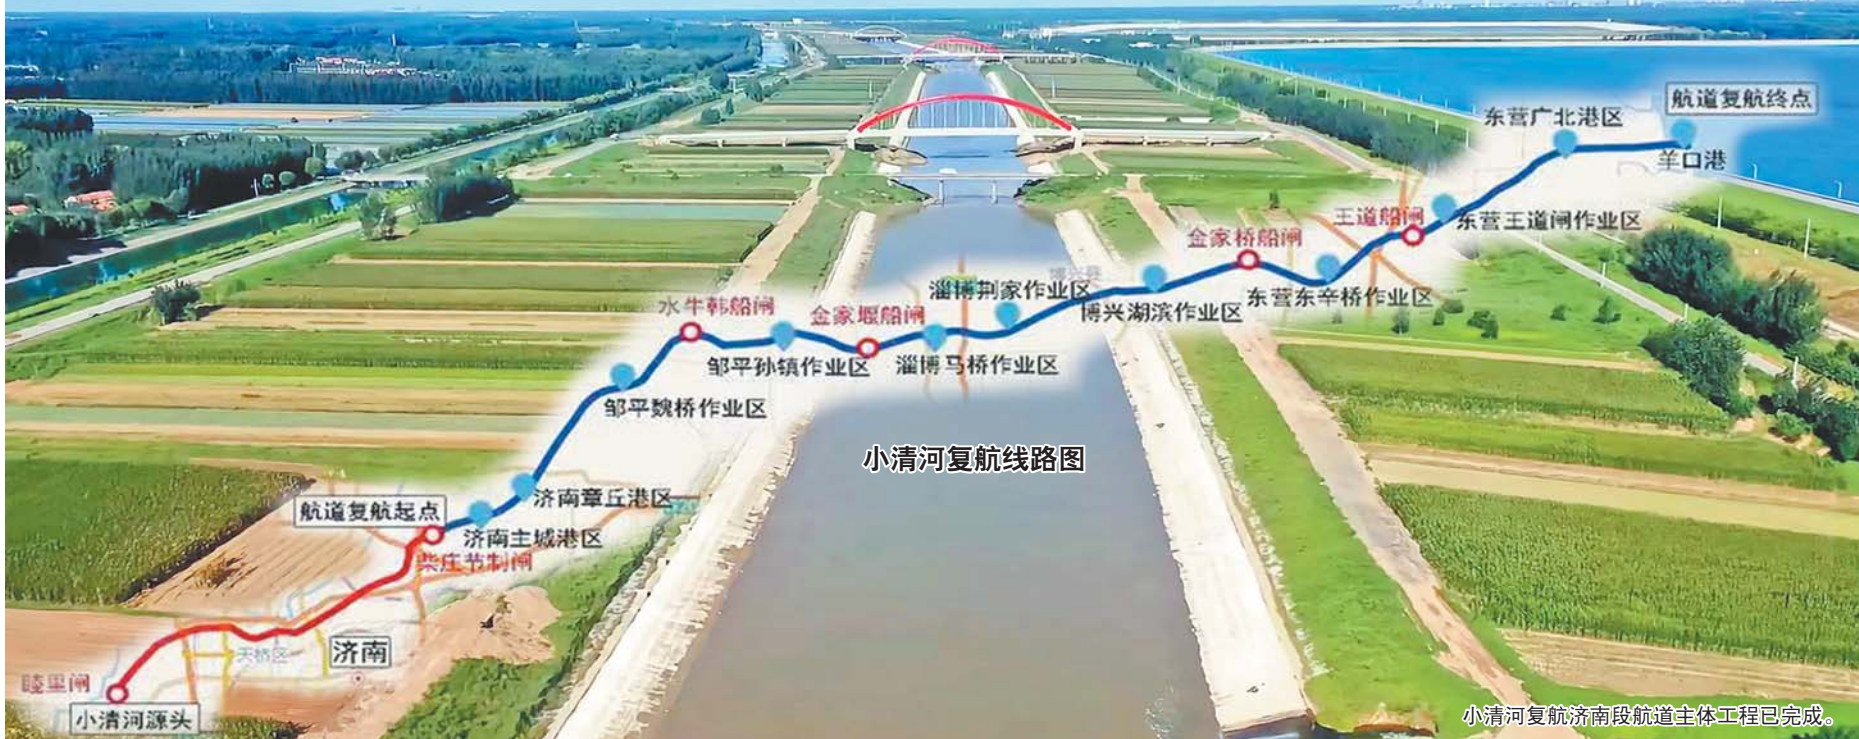 航道复航终点
东营广北港区
羊口港
王道船闸
东营王道闸作业区
金家桥船闸
东营东辛桥作业区
博兴县
淄博荆家作业区
博兴湖滨作业区
水牛韩船闸
金家堰船闸
邹平孙镇作业区
淄博马桥作业区
邹平魏桥作业区
小清河复航线路图
济南章丘港区
航道复航起点
济南主城港区
柴庄节制闸
天桥区
济南
睦里闸
小清河源头
小清河复航济南段航道主体工程已完成。